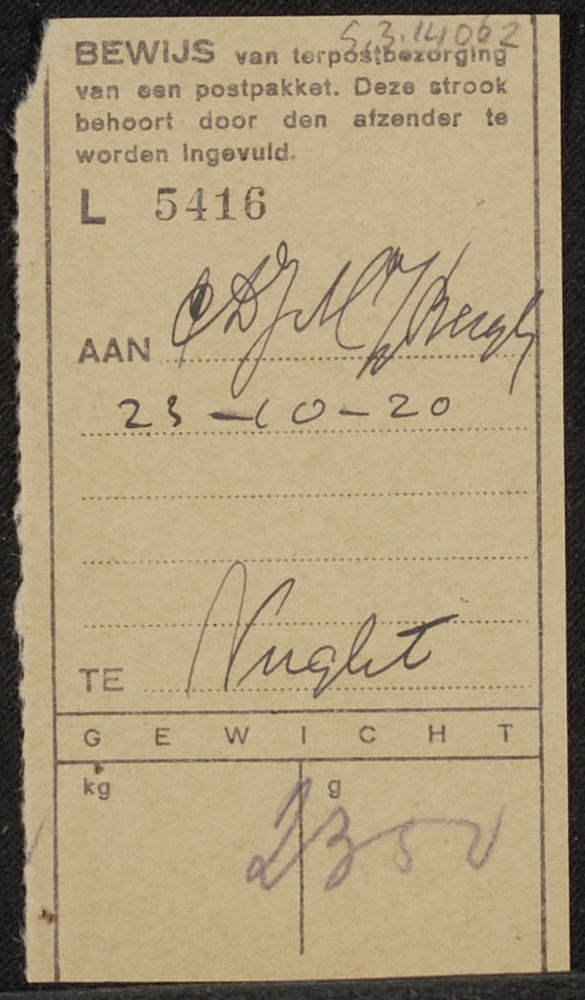 5.3.14062
BEWIJS van terpostbezorging
van een postpakket. Deze strook
behoort door den afzender te
worden ingevuld.
L 5416
AAN
23-10-20
TE Vught
GEWICHT
kg g
2350